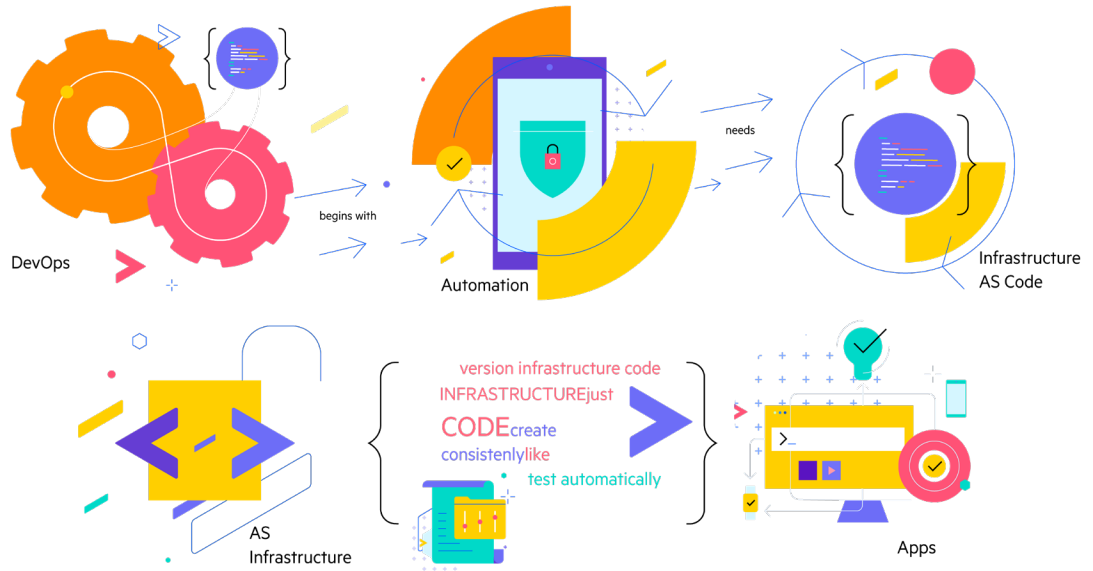 DevOps
begins with
Automation
needs
Infrastructure
AS Code
AS
Infrastructure
version infrastructure code
INFRASTRUCTUREjust
CODEcreate
consistenlylike
test automatically
Apps